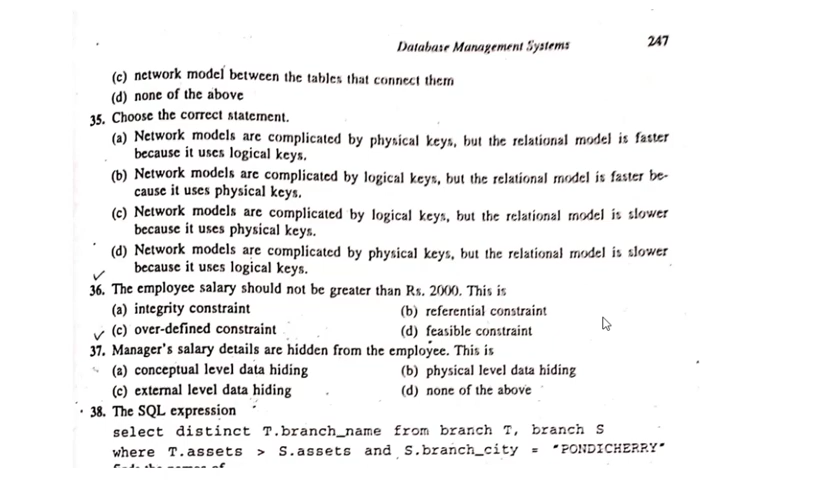 Database Management Systems 247
(c) network model between the tables that connect them
(d) none of the above
35. Choose the correct statement.
(a) Network models are complicated by physical keys, but the relational model is faster
because it uses logical keys.
(b) Network models are complicated by logical keys, but the relational model is faster be-
cause it uses physical keys.
(c) Network models are complicated by logical keys, but the relational model is slower
because it uses physical keys.
(d) Network models are complicated by physical keys, but the relational model is slower
because it uses logical keys.
36. The employee salary should not be greater than Rs. 2000. This is
(a) integrity constraint (b) referential constraint
(c) over-defined constraint (d) feasible constraint
37. Manager's salary details are hidden from the employee. This is
(a) conceptual level data hiding (b) physical level data hiding
(c) external level data hiding (d) none of the above
38. The SQL expression
select distinct T.branch_name from branch T, branch S
where T.assets > S.assets and S.branch_city = "PONDICHERRY"